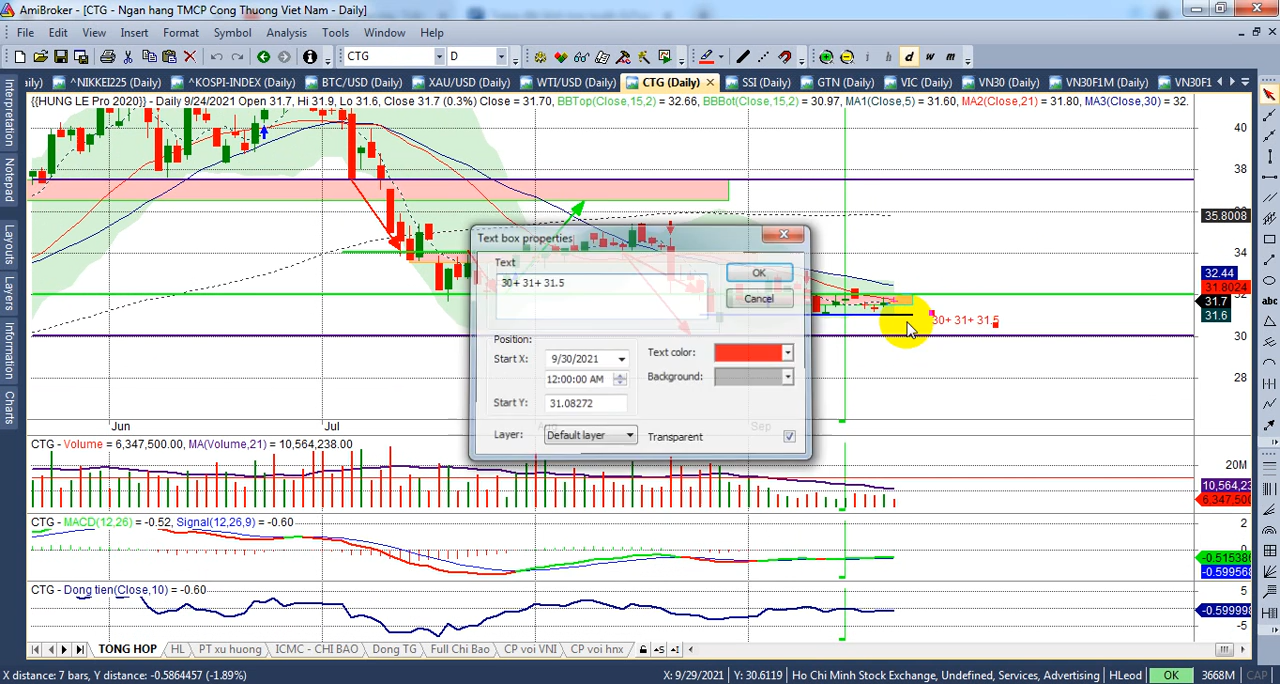 AmiBroker - [CTG - Ngan hang TMCP Cong Thuong Viet Nam - Daily]
File Edit View Insert Format Symbol Analysis Tools Window Help
CTG D i h d w m
ily) ^NIKKEI225 (Daily) ^KOSPI-INDEX (Daily) BTC/USD (Daily) XAU/USD (Daily) WTI/USD (Daily) CTG (Daily) SSI (Daily) GTN (Daily) VIC (Daily) VN30 (Daily) VN30F1M (Daily) VN30F1
{{HUNG LE Pro 2020}} - Daily 9/24/2021 Open 31.7, Hi 31.9, Lo 31.6, Close 31.7 (0.3%) Close = 31.70, BBTop(Close,15,2) = 32.66, BBBot(Close,15,2) = 30.97, MA1(Close,5) = 31.60, MA2(Close,21) = 31.80, MA3(Close,30) = 32.
Interpretation
Notepad
Layouts
Layers
Information
Charts
40
38
35.8008
34
32.44
31.8024
32
31.7
31.6
30
28
abc
30+ 31+ 31.5
Text box properties
Text
30+ 31+ 31.5
OK
Cancel
Position:
Start X: 9/30/2021
12:00:00 AM
Start Y: 31.08272
Layer: Default layer
Text color:
Background:
Transparent
Jun Jul Aug Sep
CTG - Volume = 6,347,500.00, MA(Volume,21) = 10,564,238.00
20M
10,564,23
6,347,500
CTG - MACD(12,26) = -0.52, Signal(12,26,9) = -0.60
2
0
-0.515386
-0.599568
CTG - Dong tien(Close,10) = -0.60
5
-0.599998
-5
TONG HOP HL PT xu huong ICMC - CHI BAO Dong TG Full Chi Bao CP voi VNI CP voi hnx
X distance: 7 bars, Y distance: -0.5864457 (-1.89%) X: 9/29/2021 Y: 30.6119 Ho Chi Minh Stock Exchange, Undefined, Services, Advertising HLeod OK 3668M CAP